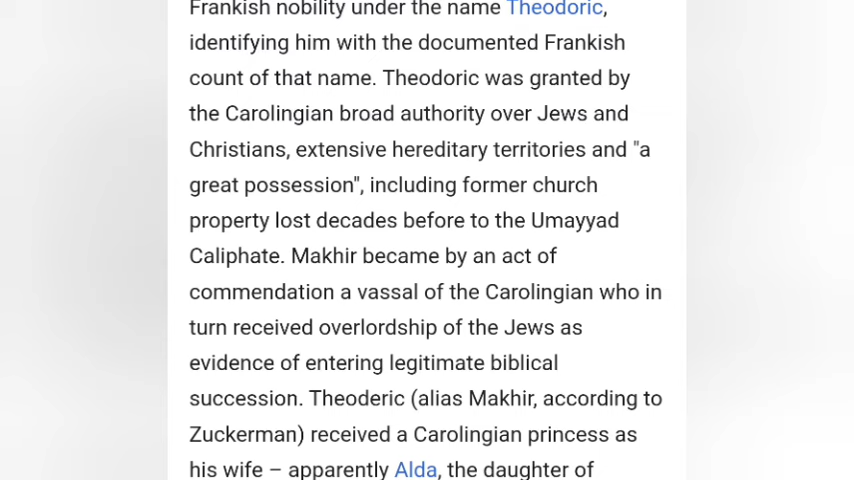 Frankish nobility under the name Theodoric,
identifying him with the documented Frankish
count of that name. Theodoric was granted by
the Carolingian broad authority over Jews and
Christians, extensive hereditary territories and "a
great possession", including former church
property lost decades before to the Umayyad
Caliphate. Makhir became by an act of
commendation a vassal of the Carolingian who in
turn received overlordship of the Jews as
evidence of entering legitimate biblical
succession. Theoderic (alias Makhir, according to
Zuckerman) received a Carolingian princess as
his wife – apparently Alda, the daughter of